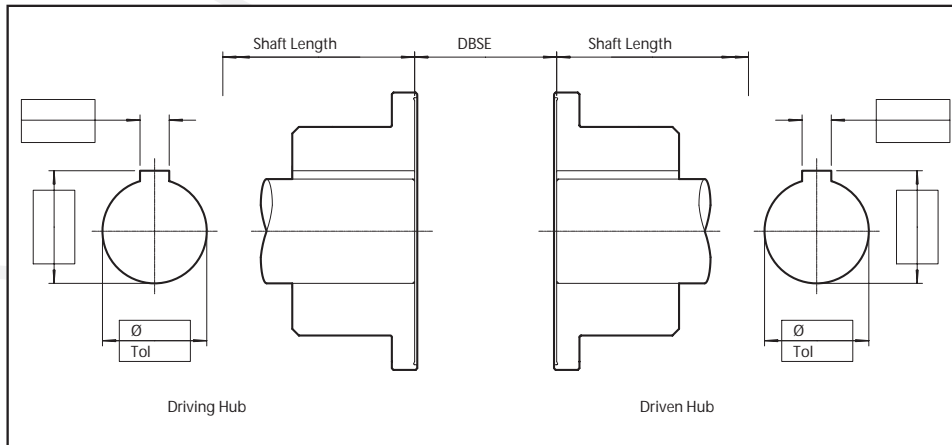 Shaft Length
DBSE
Shaft Length
Ø
Tol
Ø
Tol
Driving Hub
Driven Hub